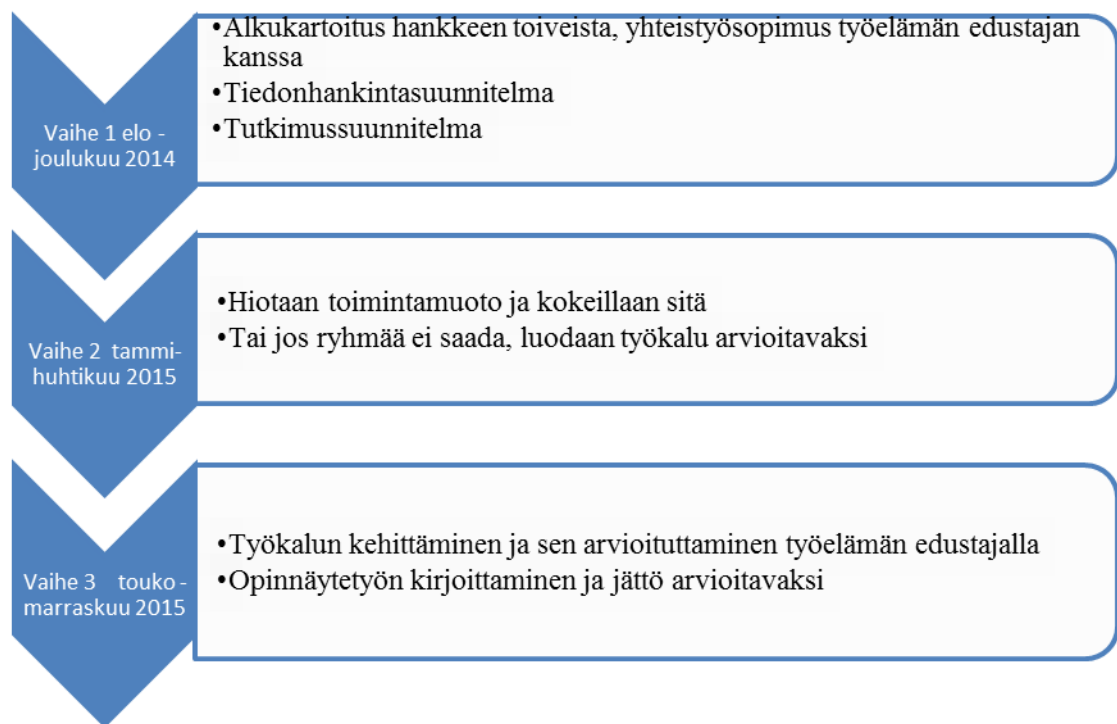 Vaihe 1 elo -
joulukuu 2014
•Alkukartoitus hankkeen toiveista, yhteistyösopimus työelämän edustajan
kanssa
•Tiedonhankintasuunnitelma
•Tutkimussuunnitelma
Vaihe 2 tammi-
huhtikuu 2015
•Hiotaan toimintamuoto ja kokeillaan sitä
•Tai jos ryhmää ei saada, luodaan työkalu arvioitavaksi
Vaihe 3 touko-
marraskuu 2015
•Työkalun kehittäminen ja sen arvioituttaminen työelämän edustajalla
•Opinnäytetyön kirjoittaminen ja jättö arvioitavaksi